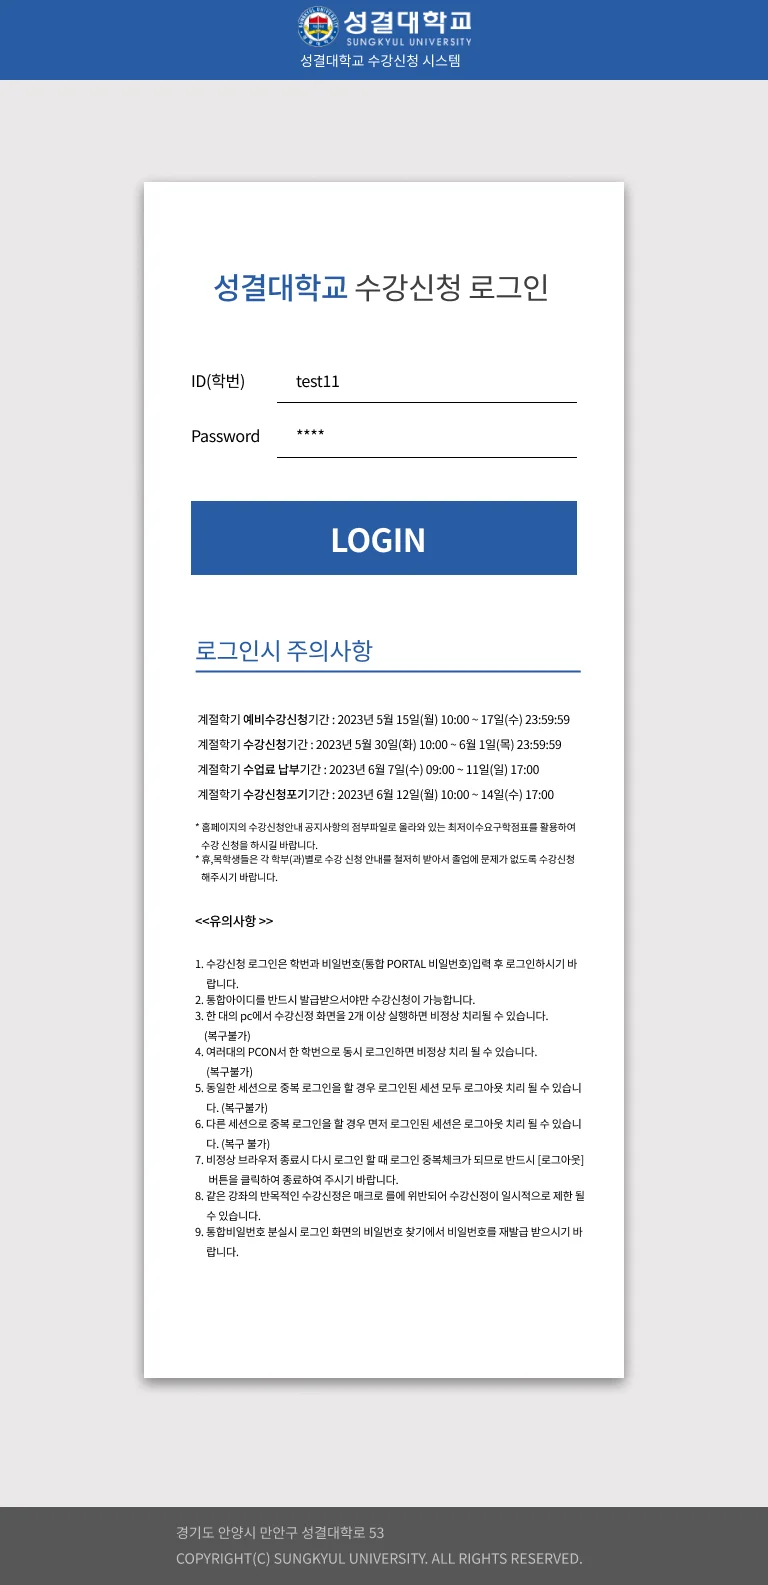 성결대학교
SUNGKYUL UNIVERSITY
성결대학교 수강신청 시스템
성결대학교 수강신청 로그인
ID(학번) test11
Password ****
LOGIN
로그인시 주의사항
계절학기 예비수강신청기간 : 2023년 5월 15일(월) 10:00 ~ 17일(수) 23:59:59
계절학기 수강신청기간 : 2023년 5월 30일(화) 10:00 ~ 6월 1일(목) 23:59:59
계절학기 수업료 납부기간 : 2023년 6월 7일(수) 09:00 ~ 11일(일) 17:00
계절학기 수강신청포기기간 : 2023년 6월 12일(월) 10:00 ~ 14일(수) 17:00
* 홈페이지의 수강신청안내 공지사항의 점부파일로 올라와 있는 최저이수요구학점표를 활용하여
수강 신청을 하시길 바랍니다.
* 휴,목학생들은 각 학부(과)별로 수강 신청 안내를 철저히 받아서 졸업에 문제가 없도록 수강신청
해주시기 바랍니다.
<<유의사항 >>
1. 수강신청 로그인은 학번과 비일번호(통합 PORTAL 비일번호)입력 후 로그인하시기 바
랍니다.
2. 통합아이디를 반드시 발급받으서야만 수강신청이 가능합니다.
3. 한 대의 pc에서 수강신정 화면을 2개 이상 실행하면 비정상 치리될 수 있습니다.
(복구불가)
4. 여러대의 PCON서 한 학번으로 동시 로그인하면 비정상 치리 될 수 있습니다.
(복구불가)
5. 동일한 세션으로 중복 로그인을 할 경우 로그인된 세션 모두 로그아욧 치리 될 수 있습니
다. (복구불가)
6. 다른 세션으로 중복 로그인을 할 경우 면저 로그인된 세션은 로그아웃 치리 될 수 있습니
다. (복구 불가)
7. 비정상 브라우저 종료시 다시 로그인 할 때 로그인 중복체크가 되므로 반드시 [로그아웃]
버튼을 클릭하여 종료하여 주시기 바랍니다.
8. 같은 강좌의 반목적인 수강신정은 매크로 를에 위반되어 수강신정이 일시적으로 제한 될
수 있습니다.
9. 통합비일번호 분실시 로그인 화면의 비일번호 찾기에서 비일번호를 재발급 받으시기 바
랍니다.
경기도 안양시 만안구 성결대학로 53
COPYRIGHT(C) SUNGKYUL UNIVERSITY. ALL RIGHTS RESERVED.